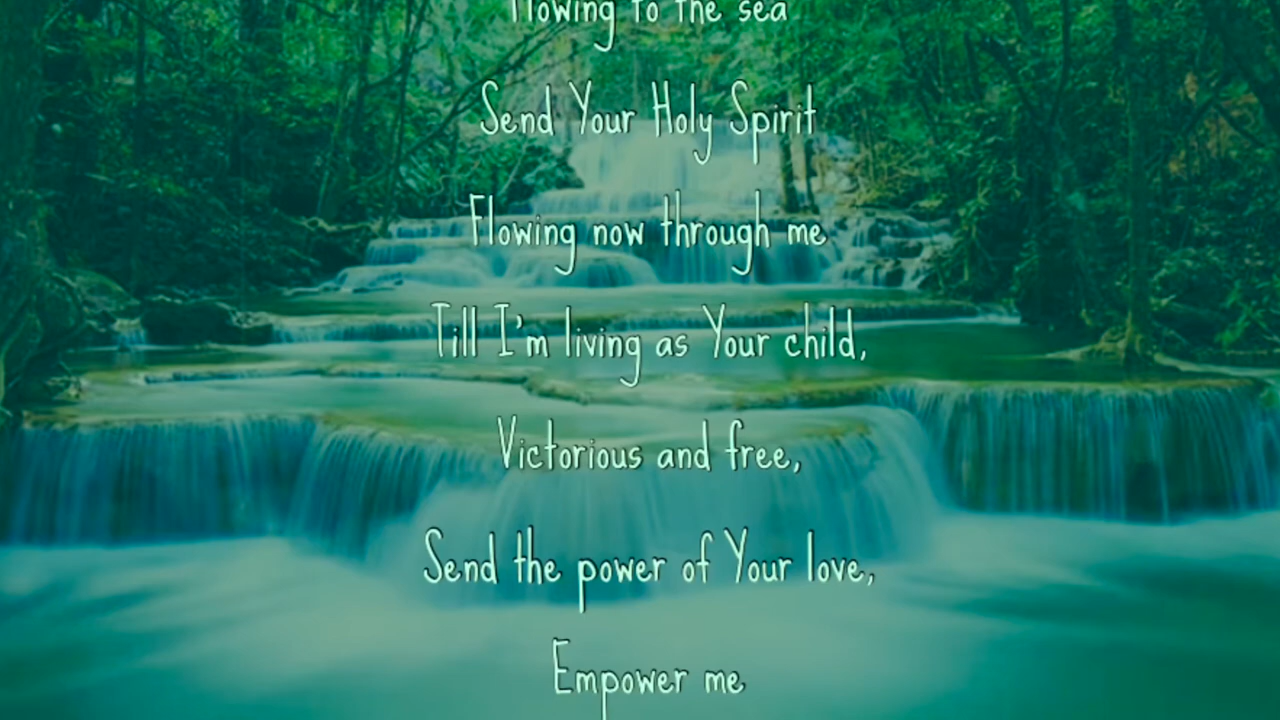 Flowing to the sea
Send Your Holy Spirit
Flowing now through me
Till I'm living as Your child,
Victorious and free,
Send the power of Your love,
Empower me